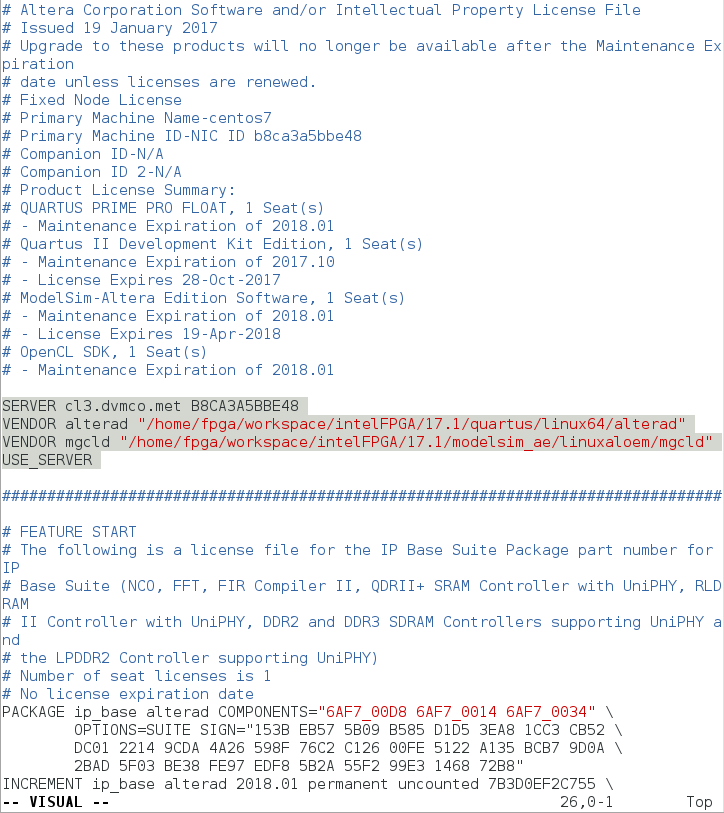 # Altera Corporation Software and/or Intellectual Property License File
# Issued 19 January 2017
# Upgrade to these products will no longer be available after the Maintenance Ex
piration
# date unless licenses are renewed.
# Fixed Node License
# Primary Machine Name-centos7
# Primary Machine ID-NIC ID b8ca3a5bbe48
# Companion ID-N/A
# Companion ID 2-N/A
# Product License Summary:
# QUARTUS PRIME PRO FLOAT, 1 Seat(s)
# - Maintenance Expiration of 2018.01
# Quartus II Development Kit Edition, 1 Seat(s)
# - Maintenance Expiration of 2017.10
# - License Expires 28-Oct-2017
# ModelSim-Altera Edition Software, 1 Seat(s)
# - Maintenance Expiration of 2018.01
# - License Expires 19-Apr-2018
# OpenCL SDK, 1 Seat(s)
# - Maintenance Expiration of 2018.01
SERVER cl3.dvmco.met B8CA3A5BBE48
VENDOR alterad "/home/fpga/workspace/intelFPGA/17.1/quartus/linux64/alterad"
VENDOR mgcld "/home/fpga/workspace/intelFPGA/17.1/modelsim_ae/linuxaloem/mgcld"
USE_SERVER
################################################################################
# FEATURE START
# The following is a license file for the IP Base Suite Package part number for
IP
# Base Suite (NCO, FFT, FIR Compiler II, QDRII+ SRAM Controller with UniPHY, RLD
RAM
# II Controller with UniPHY, DDR2 and DDR3 SDRAM Controllers supporting UniPHY a
nd
# the LPDDR2 Controller supporting UniPHY)
# Number of seat licenses is 1
# No license expiration date
PACKAGE ip_base alterad COMPONENTS="6AF7_00D8 6AF7_0014 6AF7_0034" \
OPTIONS=SUITE SIGN="153B EB57 5B09 B585 D1D5 3EA8 1CC3 CB52 \
DC01 2214 9CDA 4A26 598F 76C2 C126 00FE 5122 A135 BCB7 9D0A \
2BAD 5F03 BE38 FE97 EDF8 5B2A 55F2 99E3 1468 72B8"
INCREMENT ip_base alterad 2018.01 permanent uncounted 7B3D0EF2C755 \
-- VISUAL -- 26,0-1 Top